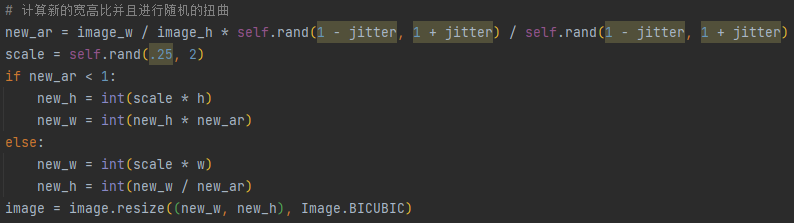 # 计算新的宽高比并且进行随机的扭曲
new_ar = image_w / image_h * self.rand(1 - jitter, 1 + jitter) / self.rand(1 - jitter, 1 + jitter)
scale = self.rand(.25, 2)
if new_ar < 1:
    new_h = int(scale * h)
    new_w = int(new_h * new_ar)
else:
    new_w = int(scale * w)
    new_h = int(new_w / new_ar)
image = image.resize((new_w, new_h), Image.BICUBIC)